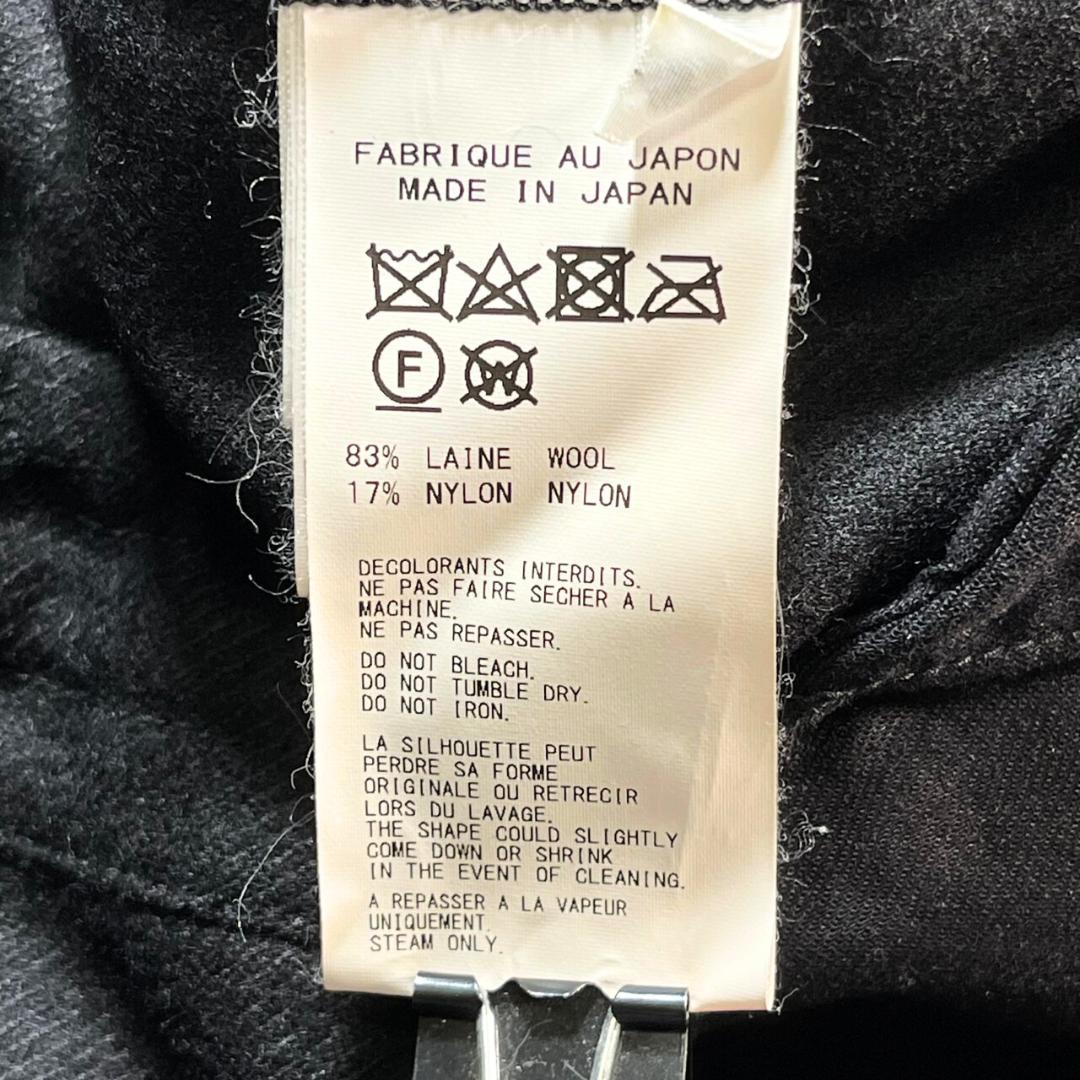 FABRIQUE AU JAPON
MADE IN JAPAN
F W
83% LAINE WOOL
17% NYLON NYLON
DECOLORANTS INTERDITS.
NE PAS FAIRE SECHER A LA
MACHINE.
NE PAS REPASSER.
DO NOT BLEACH.
DO NOT TUMBLE DRY.
DO NOT IRON.
LA SILHOUETTE PEUT
PERDRE SA FORME
ORIGINALE OU RETRECIR
LORS DU LAVAGE.
THE SHAPE COULD SLIGHTLY
COME DOWN OR SHRINK
IN THE EVENT OF CLEANING.
A REPASSER A LA VAPEUR
UNIQUEMENT.
STEAM ONLY.